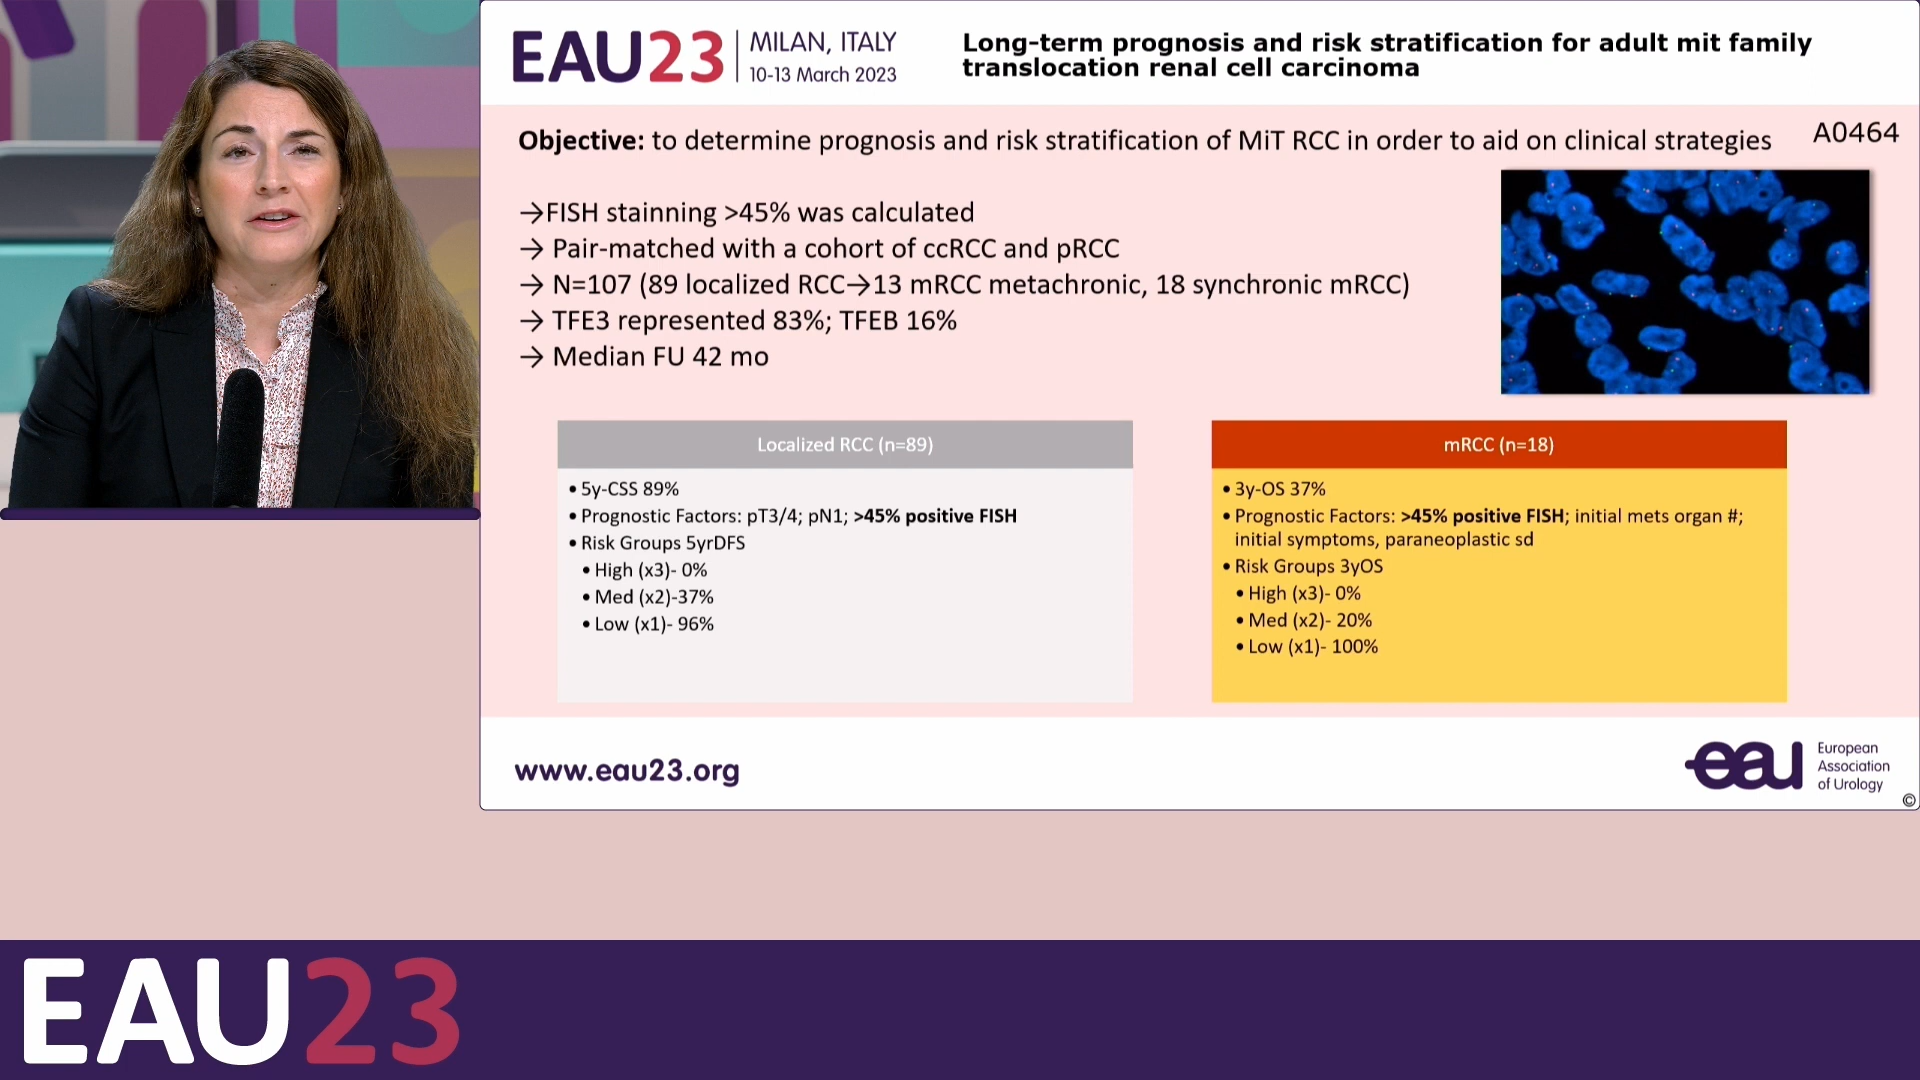 EAU23
MILAN, ITALY
10-13 March 2023
Long-term prognosis and risk stratification for adult mit family
translocation renal cell carcinoma
Objective: to determine prognosis and risk stratification of MiT RCC in order to aid on clinical strategies
A0464
→FISH stainning >45% was calculated
→ Pair-matched with a cohort of ccRCC and pRCC
→ N=107 (89 localized RCC→13 mRCC metachronic, 18 synchronic mRCC)
→ TFE3 represented 83%; TFEB 16%
→ Median FU 42 mo
Localized RCC (n=89)
• 5y-CSS 89%
• Prognostic Factors: pT3/4; pN1; >45% positive FISH
• Risk Groups 5yrDFS
• High (x3)- 0%
• Med (x2)-37%
• Low (x1)- 96%
mRCC (n=18)
• 3y-OS 37%
• Prognostic Factors: >45% positive FISH; initial mets organ #;
initial symptoms, paraneoplastic sd
• Risk Groups 3yOS
• High (x3)- 0%
• Med (x2)- 20%
• Low (x1)- 100%
www.eau23.org
eau
European
Association
of Urology
©
EAU23